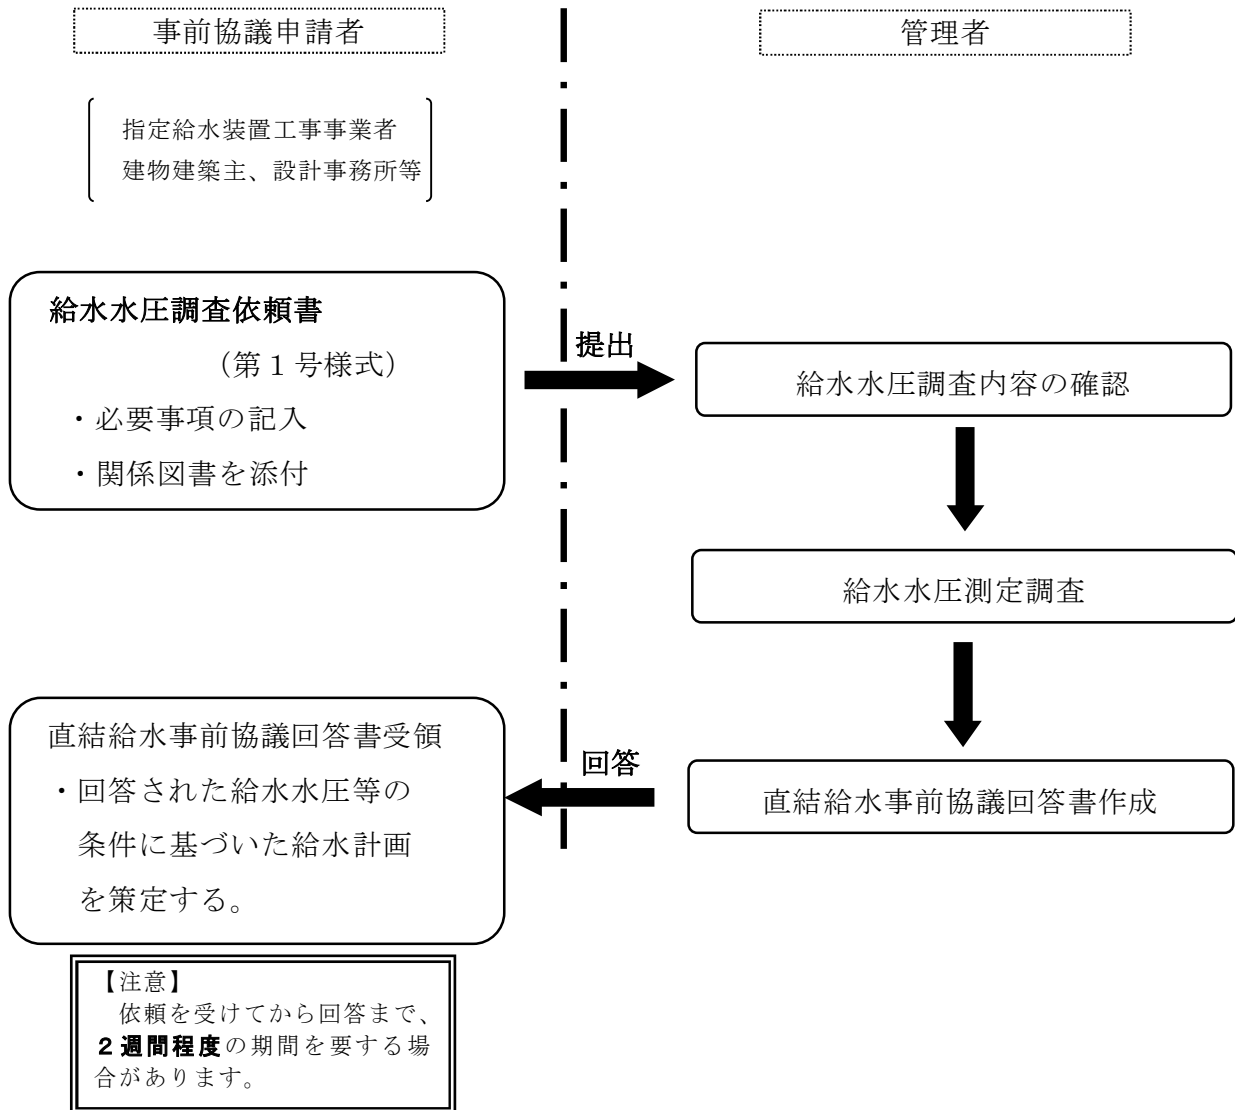 事前協議申請者
管理者
指定給水装置工事事業者
建物建築主、設計事務所等
給水水圧調査依頼書
（第１号様式）
・必要事項の記入
・関係図書を添付
提出
給水水圧調査内容の確認
給水水圧測定調査
直結給水事前協議回答書作成
回答
直結給水事前協議回答書受領
・回答された給水水圧等の
条件に基づいた給水計画
を策定する。
【注意】
依頼を受けてから回答まで、
２週間程度の期間を要する場
合があります。